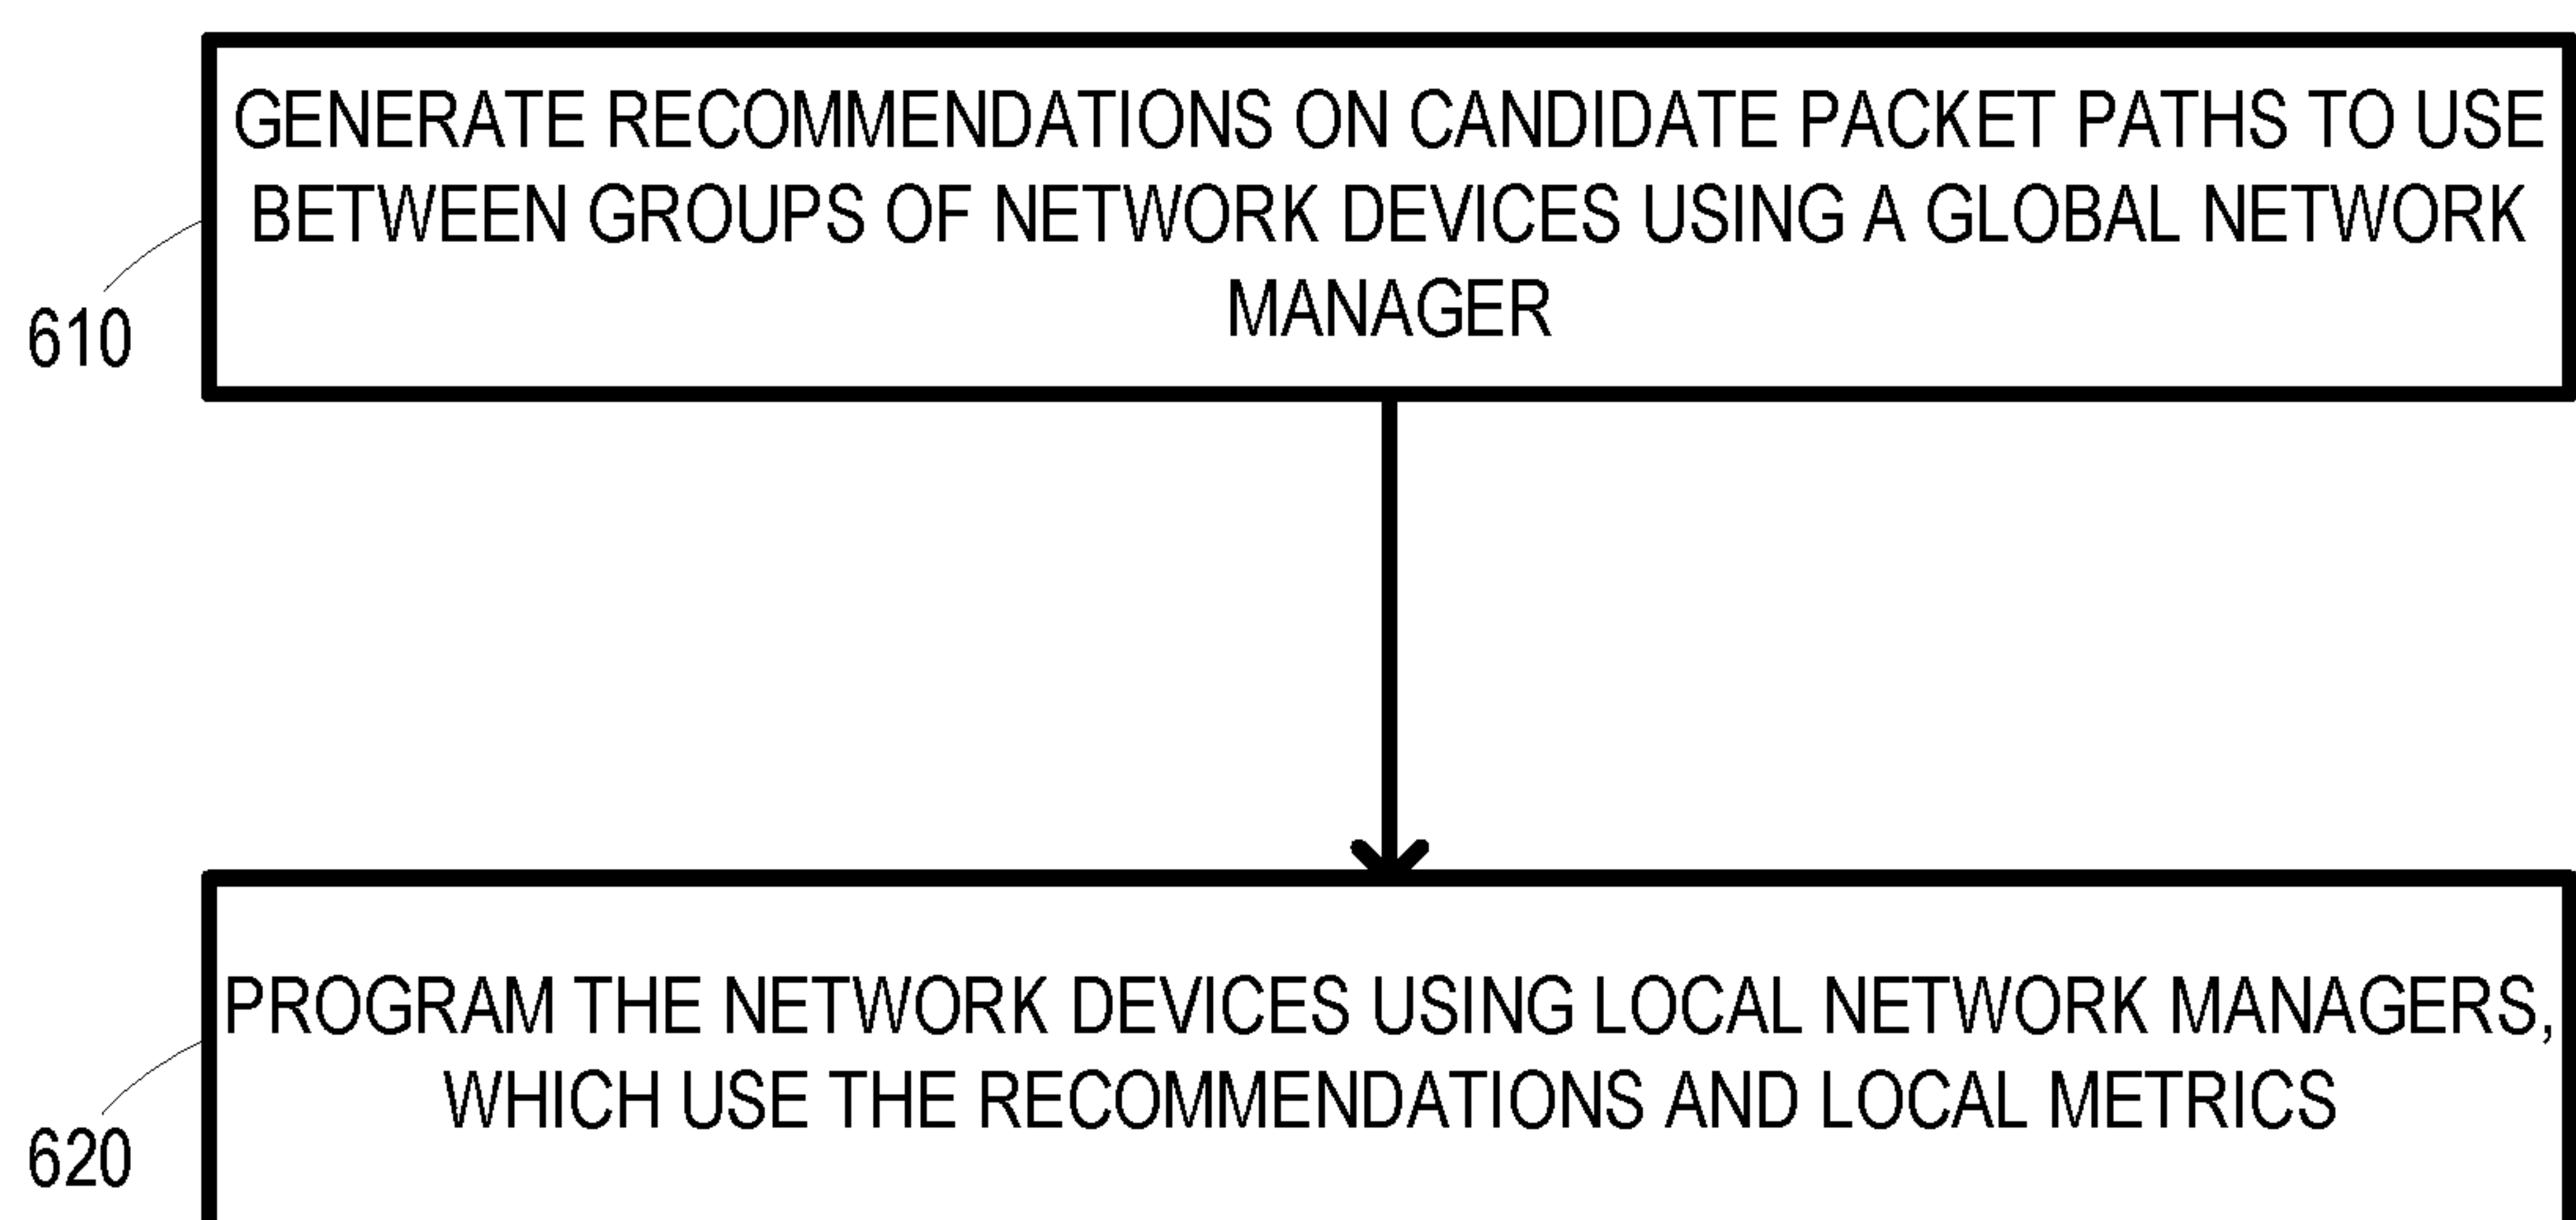 GENERATE RECOMMENDATIONS ON CANDIDATE PACKET PATHS TO USE
BETWEEN GROUPS OF NETWORK DEVICES USING A GLOBAL NETWORK
MANAGER
610
PROGRAM THE NETWORK DEVICES USING LOCAL NETWORK MANAGERS,
WHICH USE THE RECOMMENDATIONS AND LOCAL METRICS
620